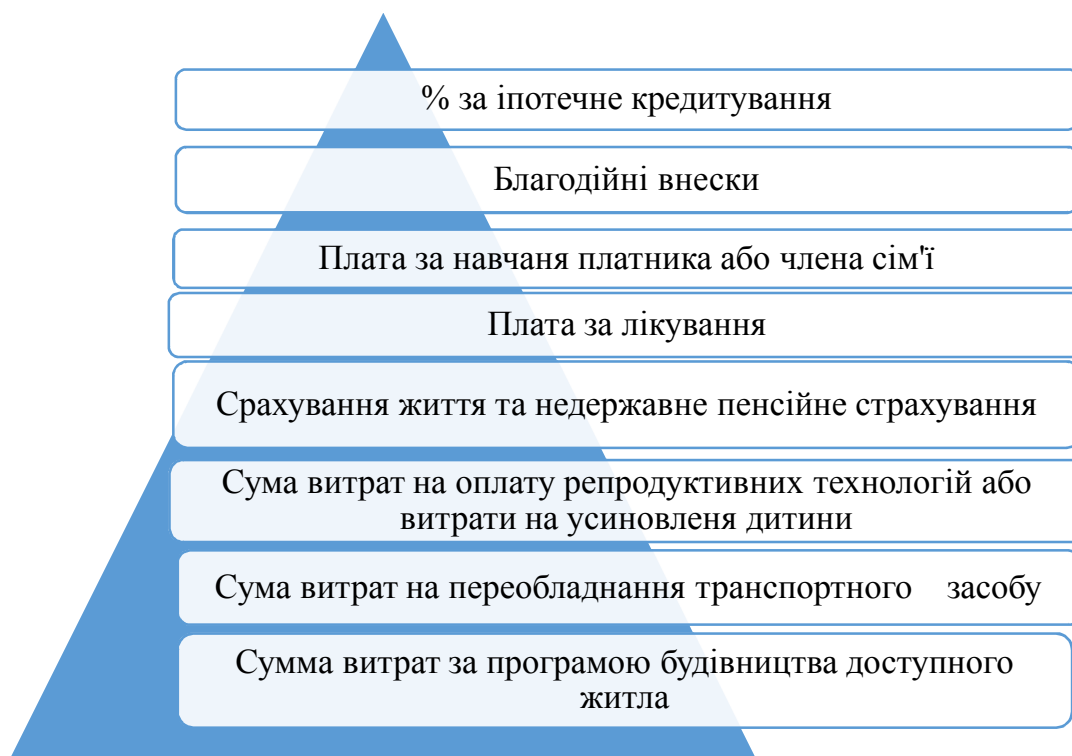 % за іпотечне кредитування
Благодійні внески
Плата за навчаня платника або члена сім'ї
Плата за лікування
Срахування життя та недержавне пенсійне страхування
Сума витрат на оплату репродуктивних технологій або
витрати на усиновленя дитини
Сума витрат на переобладнання транспортного засобу
Сумма витрат за програмою будівництва доступного
житла